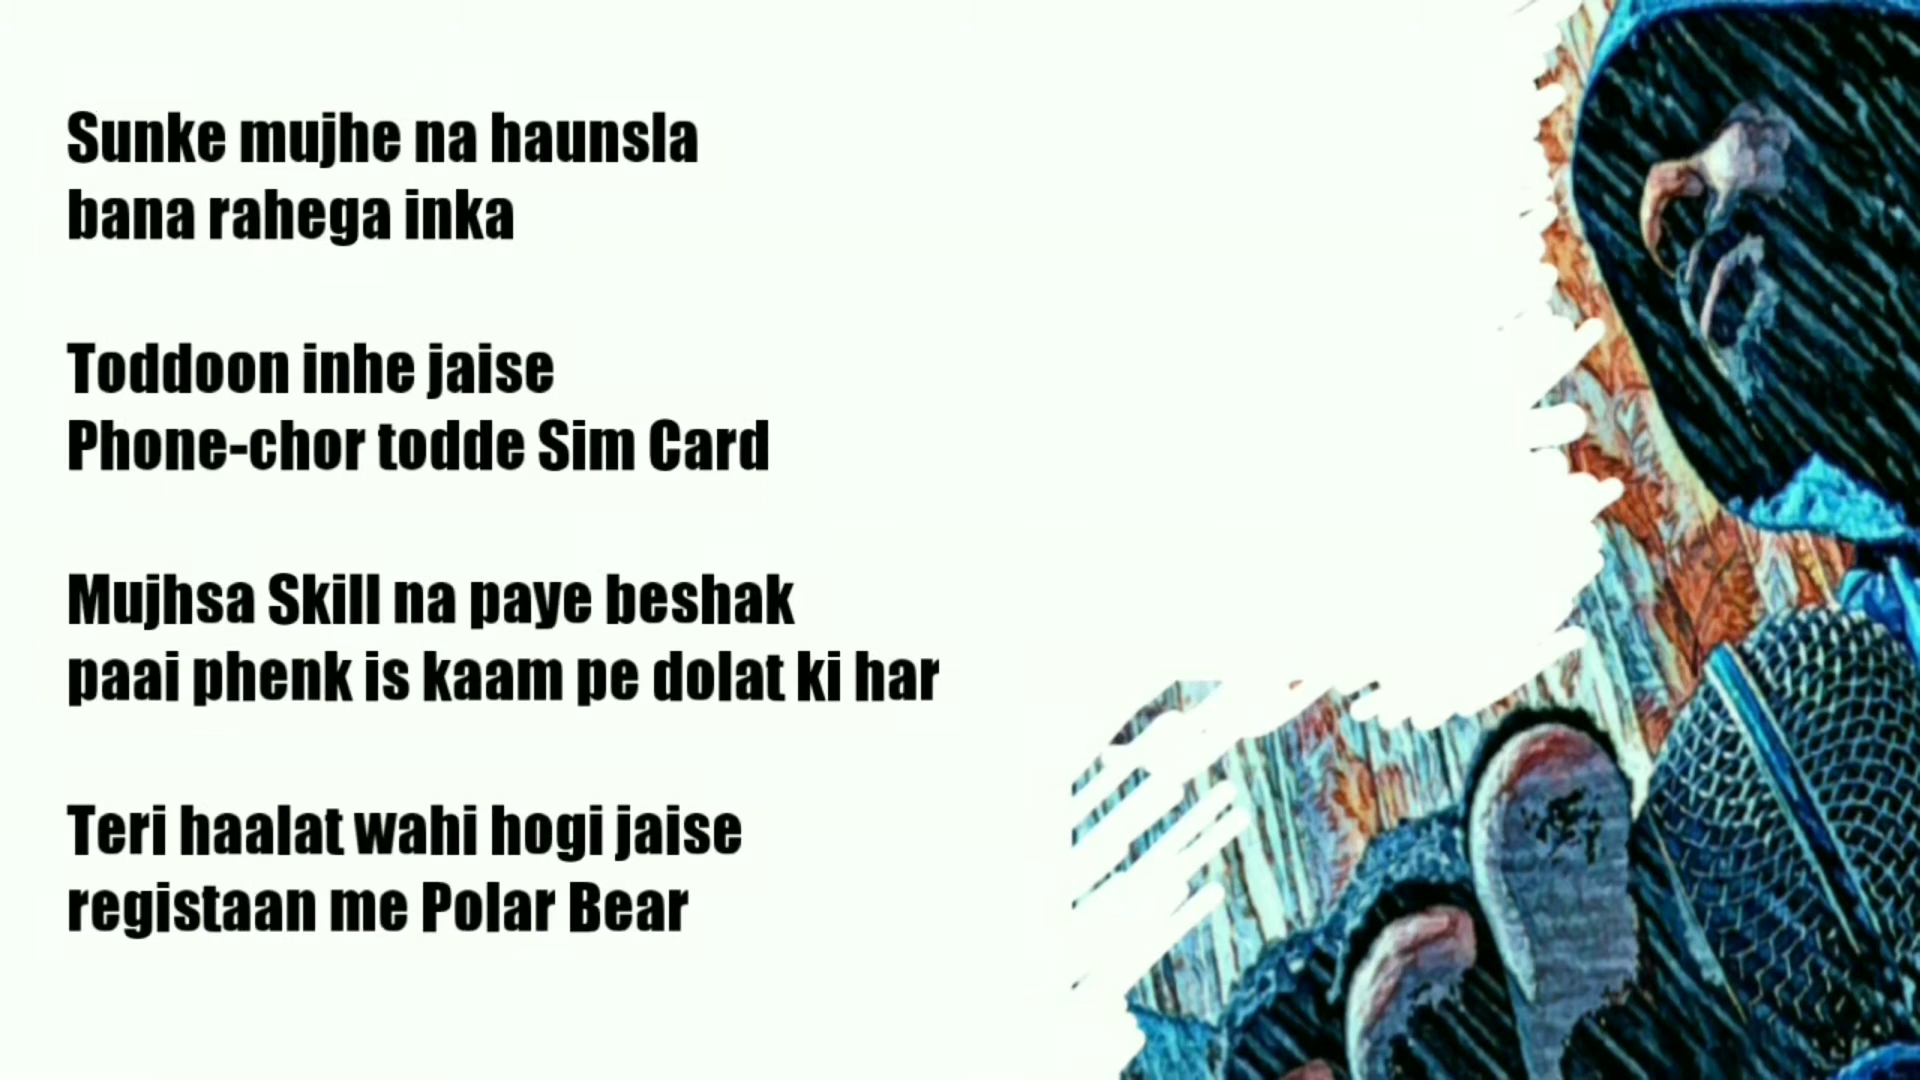 Sunke mujhe na haunsla
bana rahega inka
Toddoon inhe jaise
Phone-chor todde Sim Card
Mujhsa Skill na paye beshak
paai phenk is kaam pe dolat ki har
Teri haalat wahi hogi jaise
registaan me Polar Bear